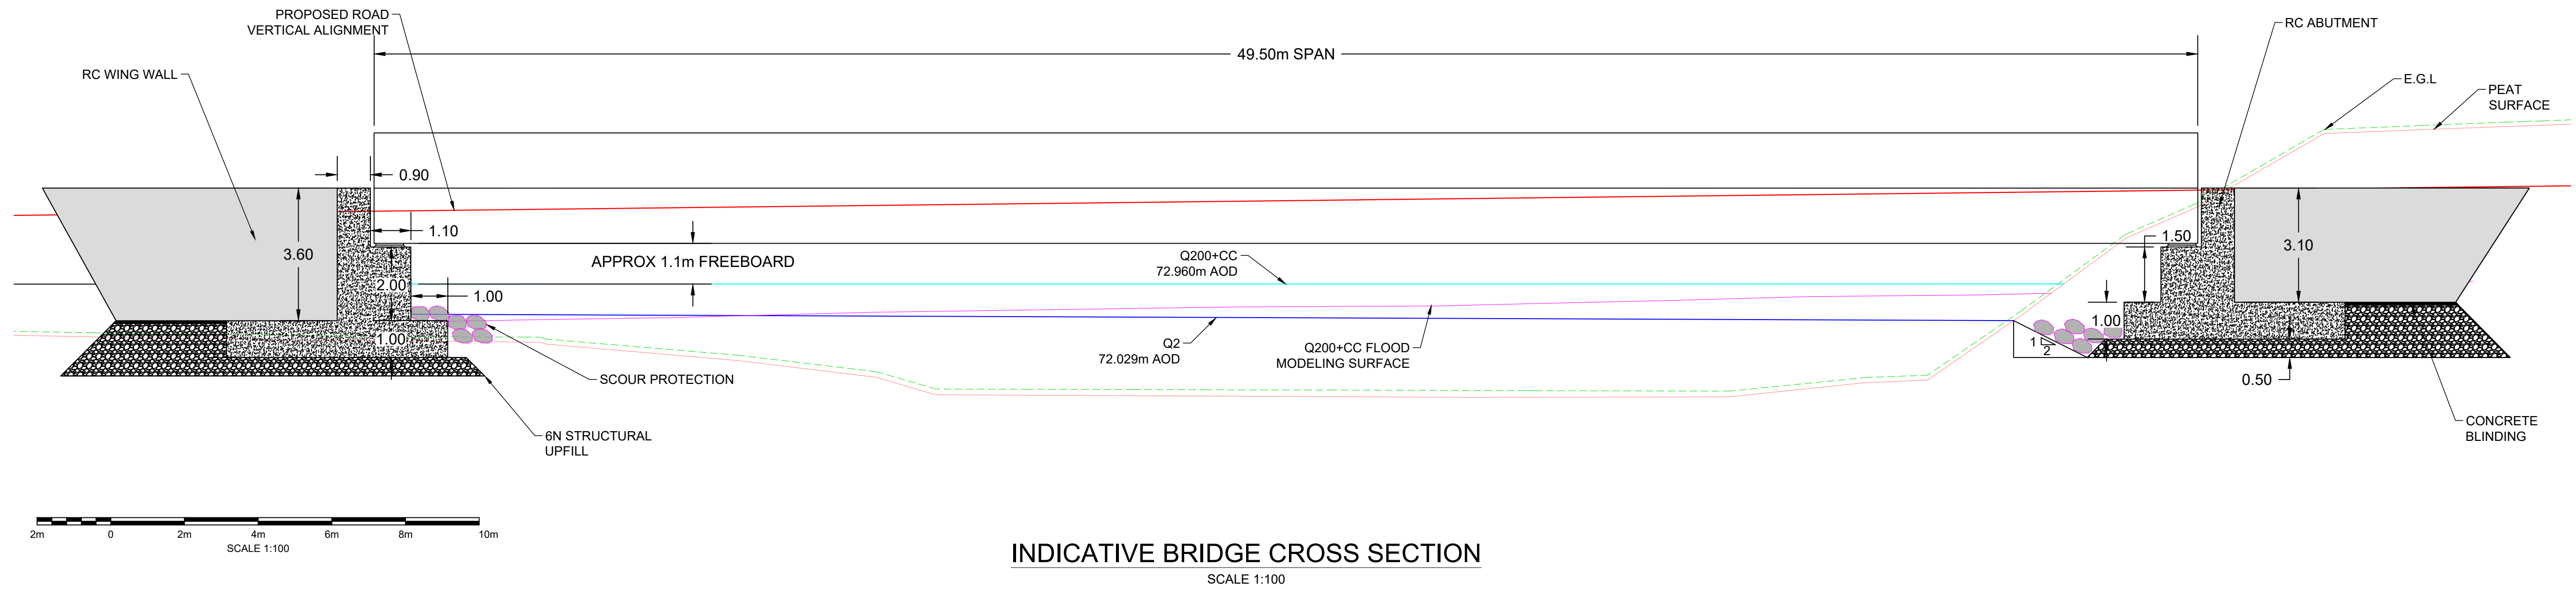 PROPOSED ROAD
VERTICAL ALIGNMENT
RC ABUTMENT
49.50m SPAN
RC WING WALL
E.G.L
PEAT
SURFACE
0.90
1.10
1.50
3.60
3.10
APPROX 1.1m FREEBOARD
Q200+CC
72.960m AOD
2.00
1.00
1.00
1.00
1
2
Q2
72.029m AOD
Q200+CC FLOOD
MODELING SURFACE
SCOUR PROTECTION
0.50
6N STRUCTURAL
UPFILL
CONCRETE
BLINDING
2m 0 2m 4m 6m 8m 10m
SCALE 1:100
INDICATIVE BRIDGE CROSS SECTION
SCALE 1:100